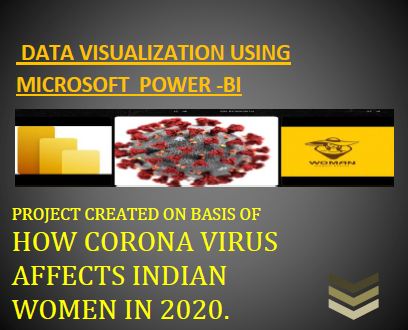 DATA VISUALIZATION USING
MICROSOFT POWER -BI
WOMAN
PROJECT CREATED ON BASIS OF
HOW CORONA VIRUS
AFFECTS INDIAN
WOMEN IN 2020.